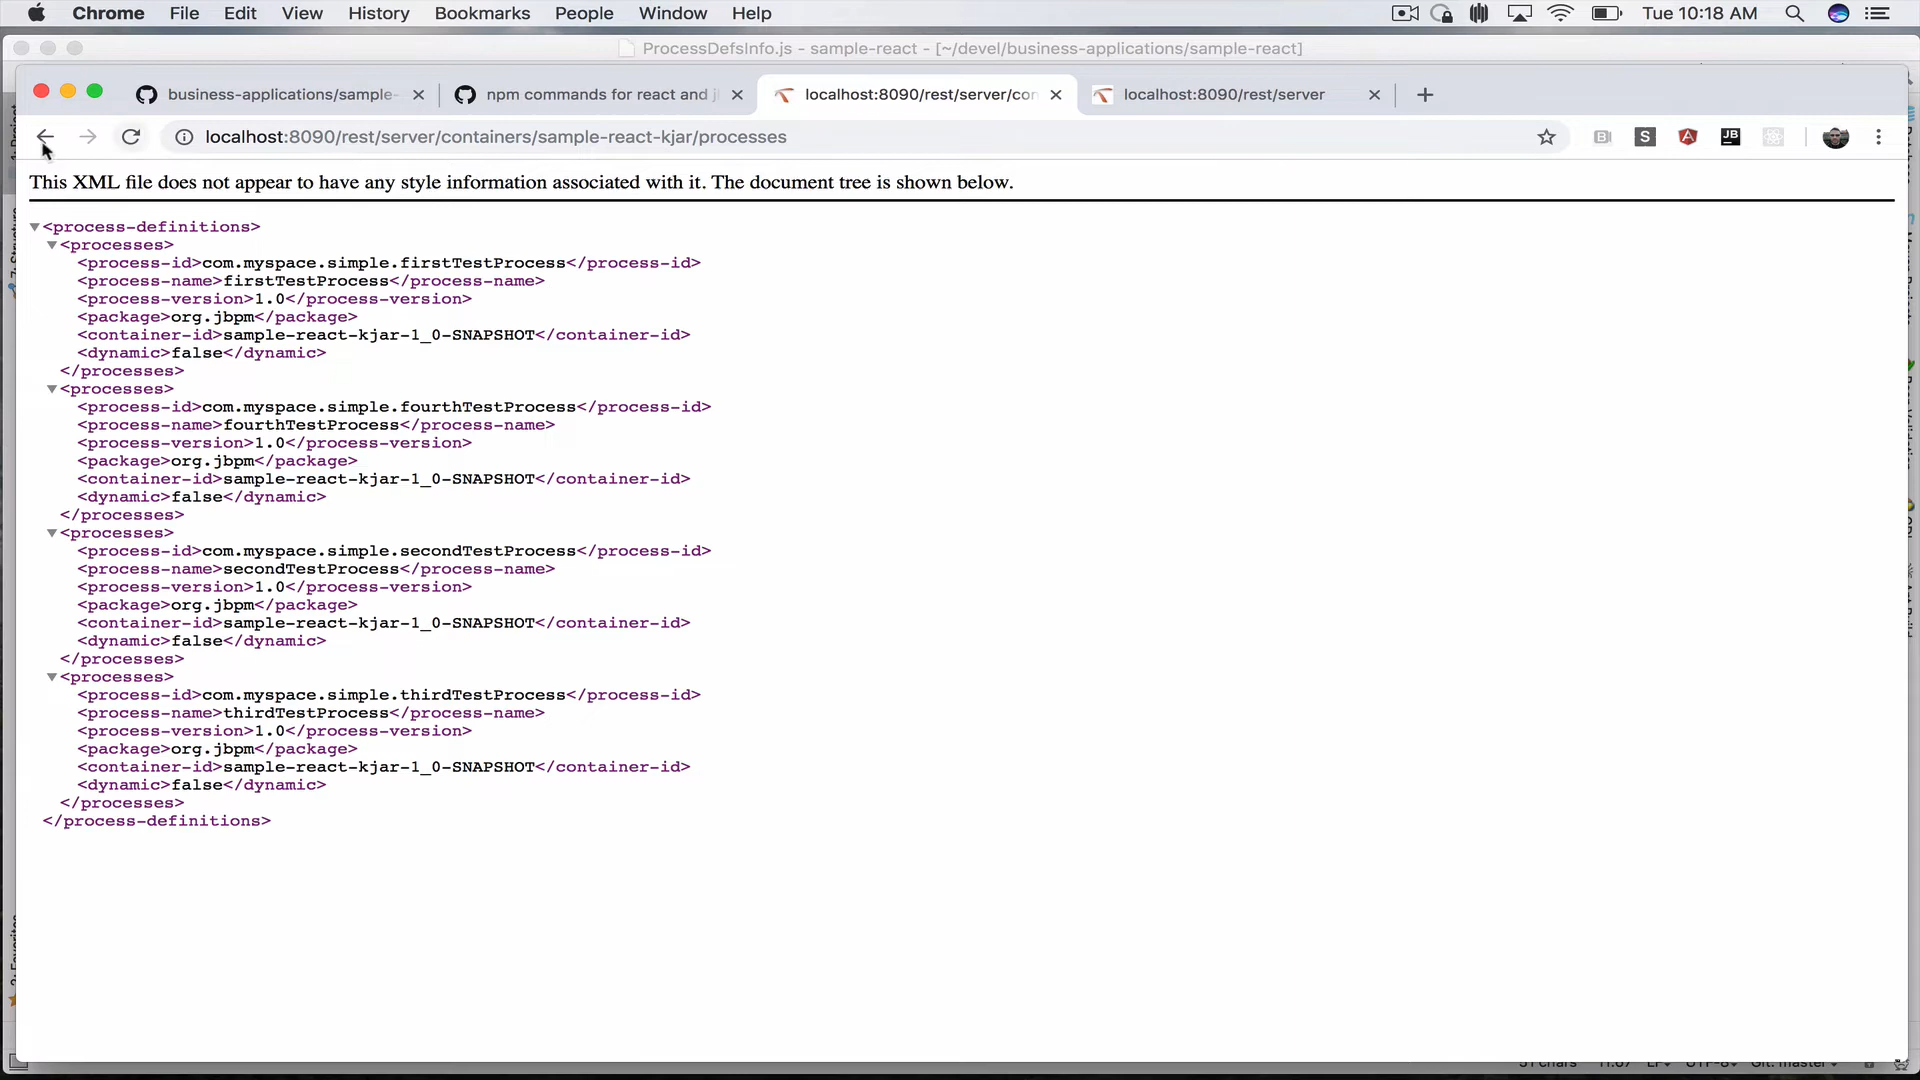 Chrome File Edit View History Bookmarks People Window Help Tue 10:18 AM
ProcessDefsInfo.js - sample-react - [~/devel/business-applications/sample-react]
business-applications/sample- npm commands for react and j localhost:8090/rest/server/con localhost:8090/rest/server
localhost:8090/rest/server/containers/sample-react-kjar/processes
This XML file does not appear to have any style information associated with it. The document tree is shown below.
<process-definitions>
<processes>
<process-id>com.myspace.simple.firstTestProcess</process-id>
<process-name>firstTestProcess</process-name>
<process-version>1.0</process-version>
<package>org.jbpm</package>
<container-id>sample-react-kjar-1_0-SNAPSHOT</container-id>
<dynamic>false</dynamic>
</processes>
<processes>
<process-id>com.myspace.simple.fourthTestProcess</process-id>
<process-name>fourthTestProcess</process-name>
<process-version>1.0</process-version>
<package>org.jbpm</package>
<container-id>sample-react-kjar-1_0-SNAPSHOT</container-id>
<dynamic>false</dynamic>
</processes>
<processes>
<process-id>com.myspace.simple.secondTestProcess</process-id>
<process-name>secondTestProcess</process-name>
<process-version>1.0</process-version>
<package>org.jbpm</package>
<container-id>sample-react-kjar-1_0-SNAPSHOT</container-id>
<dynamic>false</dynamic>
</processes>
<processes>
<process-id>com.myspace.simple.thirdTestProcess</process-id>
<process-name>thirdTestProcess</process-name>
<process-version>1.0</process-version>
<package>org.jbpm</package>
<container-id>sample-react-kjar-1_0-SNAPSHOT</container-id>
<dynamic>false</dynamic>
</processes>
</process-definitions>